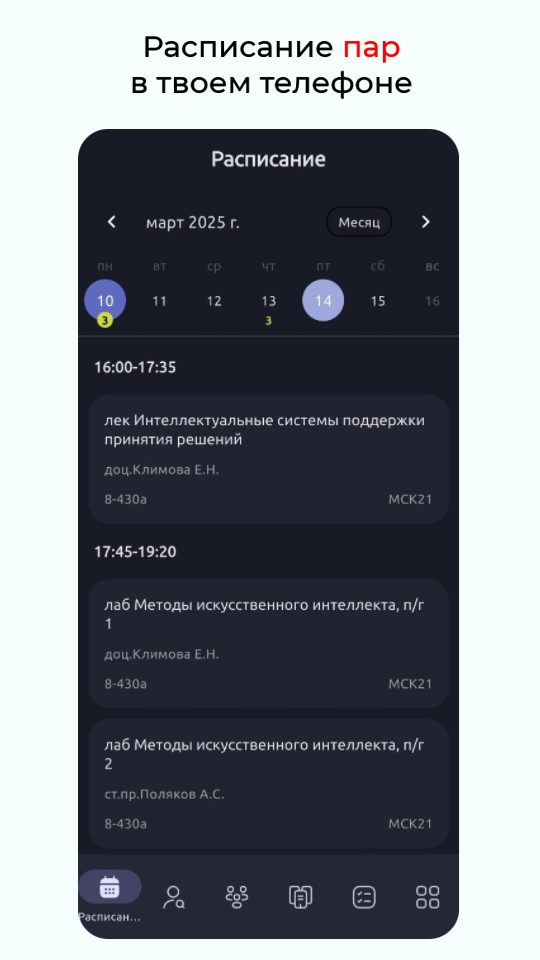 Расписание пар
в твоем телефоне
Расписание
март 2025 г.
Месяц
пн вт ср чт пт сб вс
10 11 12 13 14 15 16
3 3
16:00-17:35
лек Интеллектуальные системы поддержки
принятия решений
доц.Климова Е.Н.
8-430а МСК21
17:45-19:20
лаб Методы искусственного интеллекта, п/г
1
доц.Климова Е.Н.
8-430а МСК21
лаб Методы искусственного интеллекта, п/г
2
ст.пр.Поляков А.С.
8-430а МСК21
Расписан...